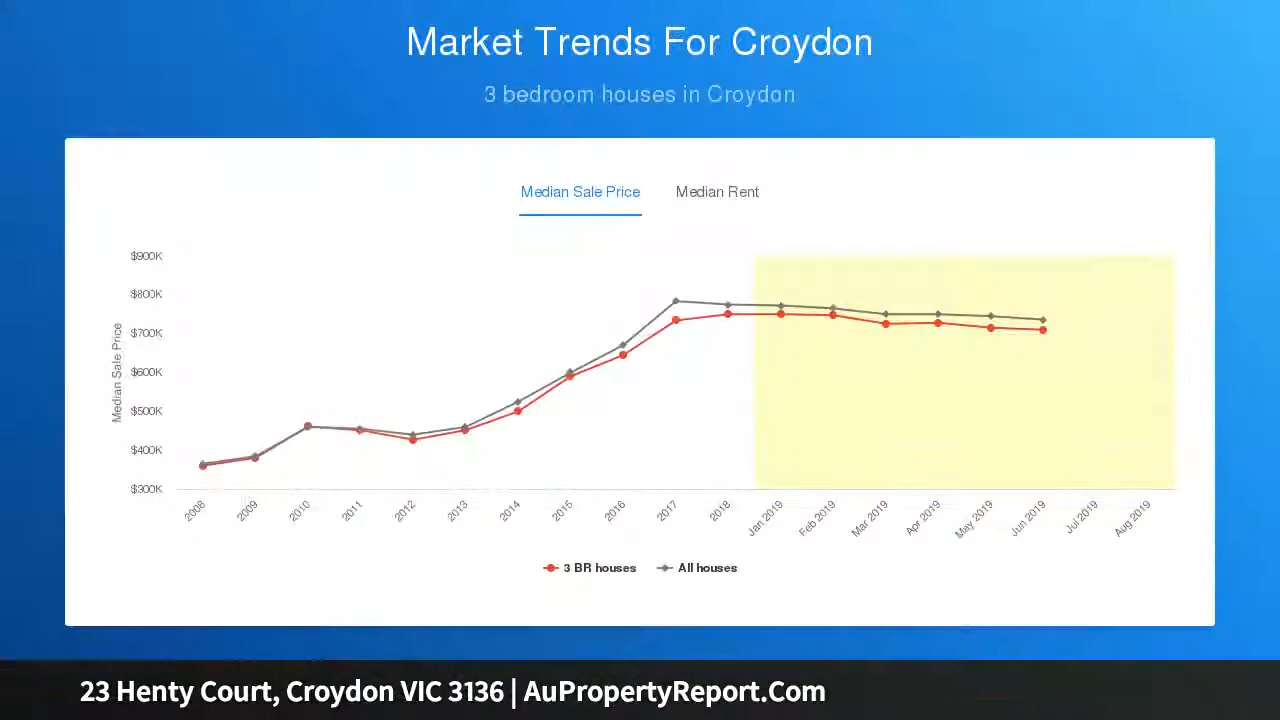 Market Trends For Croydon
3 bedroom houses in Croydon
Median Sale Price Median Rent
Median Sale Price
$900K
$800K
$700K
$600K
$500K
$400K
$300K
2008 2009 2010 2011 2012 2013 2014 2015 2016 2017 2018 Jan 2019 Feb 2019 Mar 2019 Apr 2019 May 2019 Jun 2019 Jul 2019 Aug 2019
3 BR houses All houses
23 Henty Court, Croydon VIC 3136 | AuPropertyReport.Com